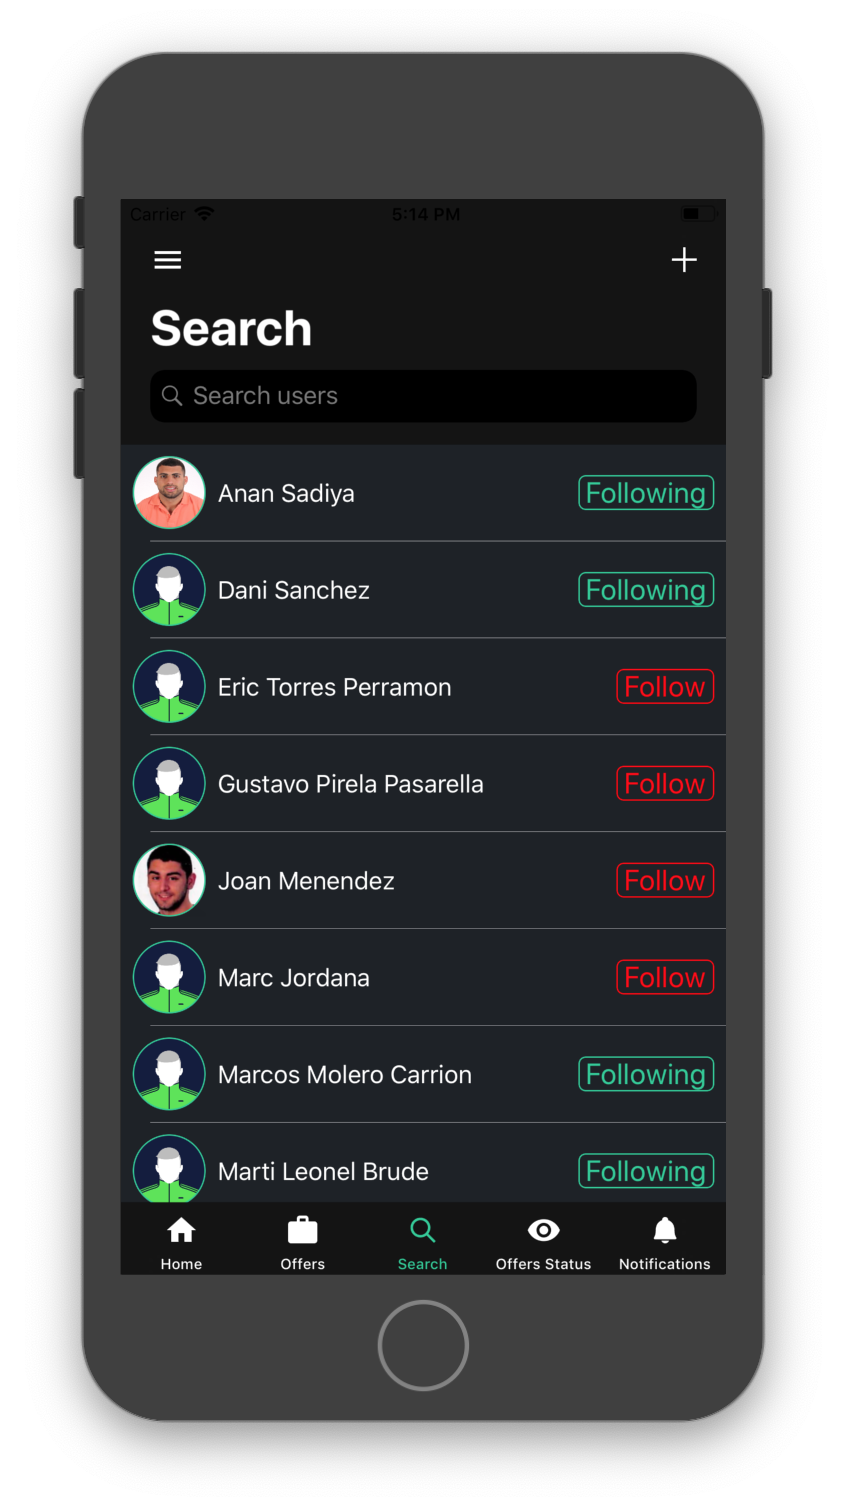 Carrier 5:14 PM
Search
Search users
Anan Sadiya Following
Dani Sanchez Following
Eric Torres Perramon Follow
Gustavo Pirela Pasarella Follow
Joan Menendez Follow
Marc Jordana Follow
Marcos Molero Carrion Following
Marti Leonel Brude Following
Home Offers Search Offers Status Notifications